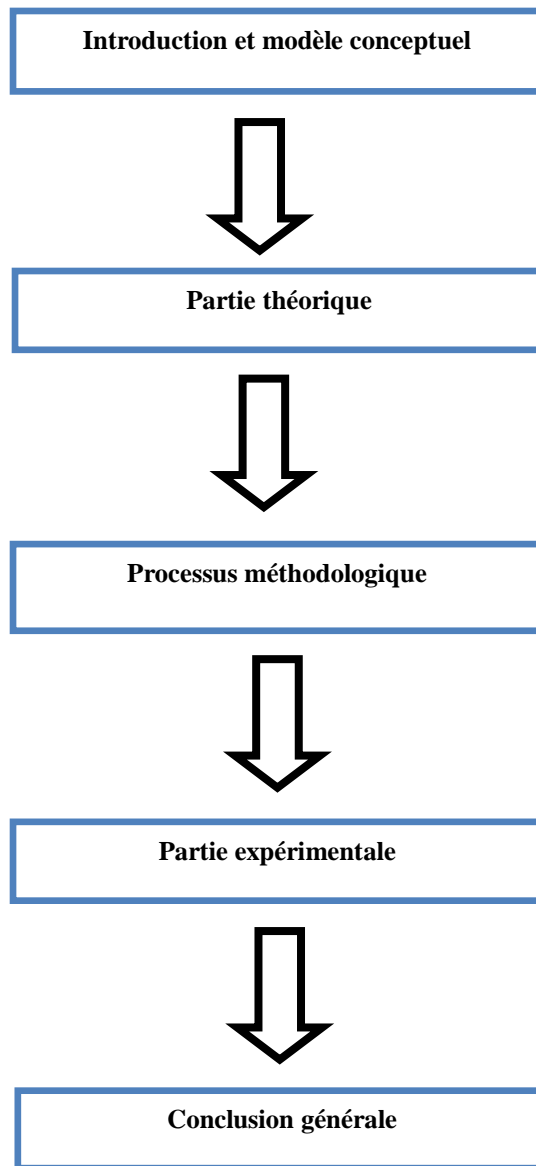 Introduction et modèle conceptuel
Partie théorique
Processus méthodologique
Partie expérimentale
Conclusion générale